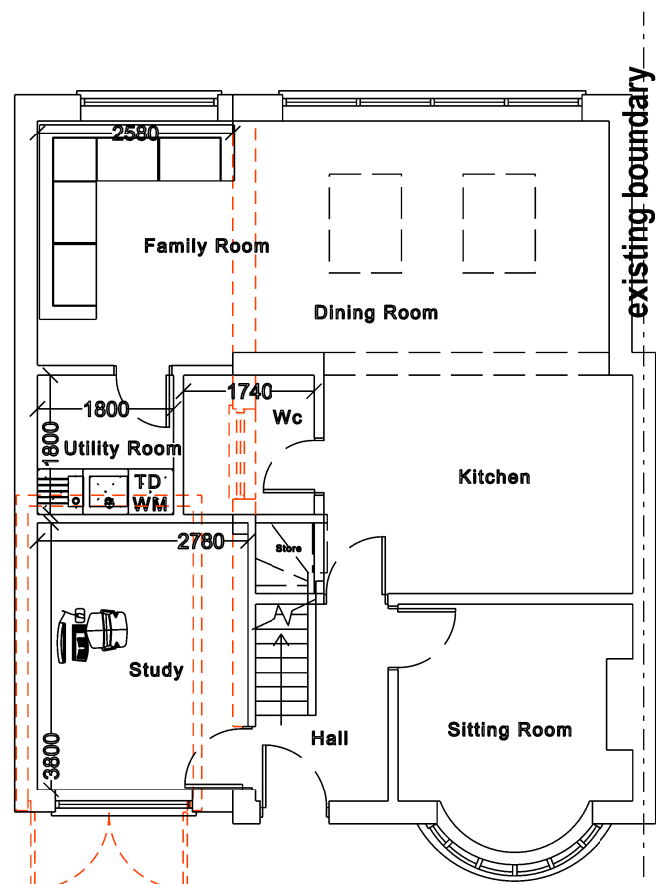 existing boundary
2580
Family Room
Dining Room
1740
1800
Wc
1800
Utility Room
Kitchen
TD
WM
2780
Store
Study
Hall
Sitting Room
3800